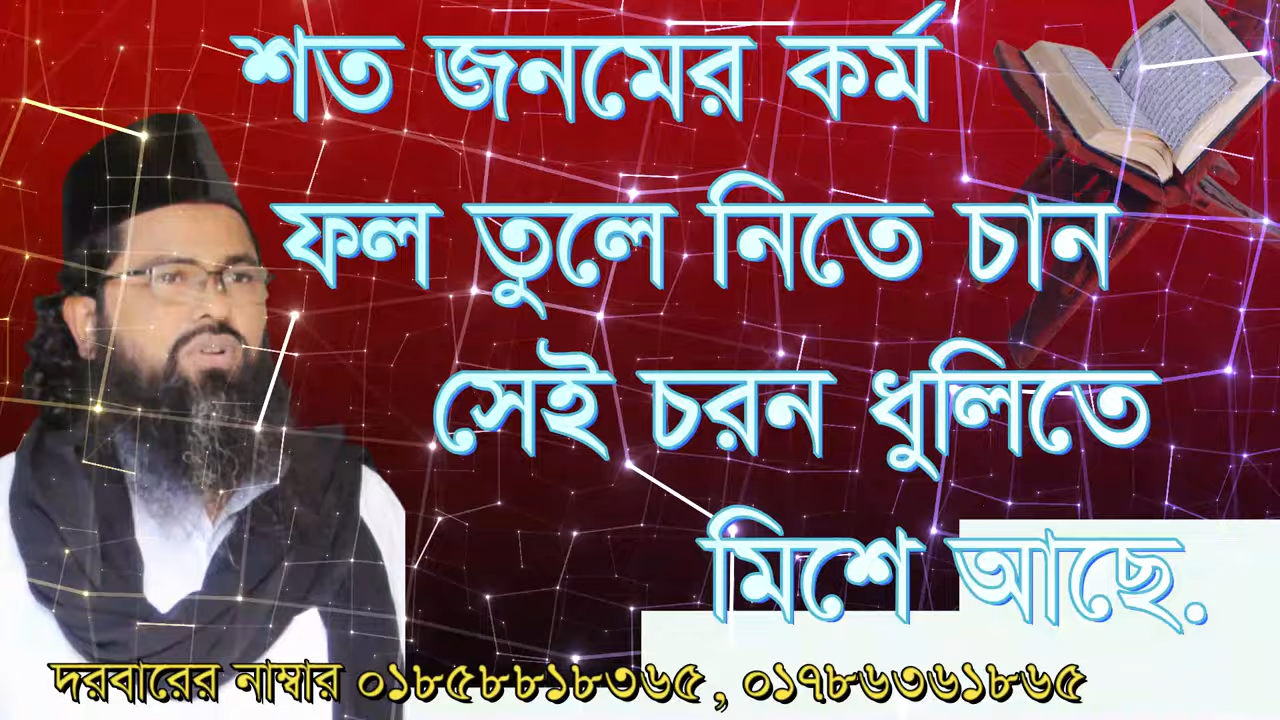 শত জনমের কর্ম
ফল তুলে নিতে চান
সেই চরন ধুলিতে
মিশে আছে.
দরবারের নাম্বার ০১৮৫৮৮১৮৩৬৫, ০১৭৮৬৩৬১৮৬৫